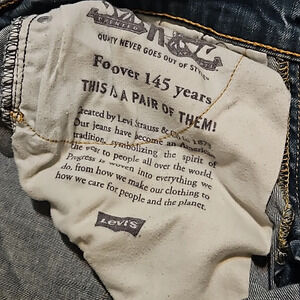 QUALITY NEVER GOES OUT OF STYLE
Foover 145 years
THIS IS A PAIR OF THEM!
Created by Levi Strauss & Co. in 1873
Our jeans have become an American
tradition, symbolizing the spirit of
the West to people all over the world.
Progress is woven into everything we
do, from how we make our clothing to
how we care for people and the planet.
Levi's